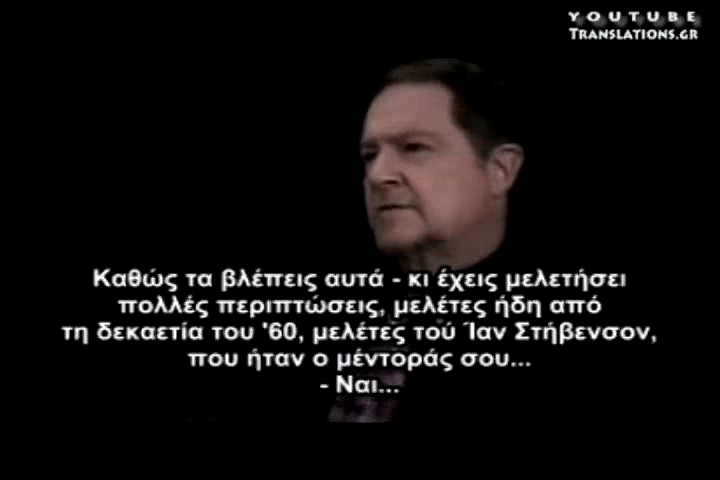 YOUTUBE
TRANSLATIONS.GR
Καθώς τα βλέπεις αυτά - κι έχεις μελετήσει
πολλές περιπτώσεις, μελέτες ήδη από
τη δεκαετία του '60, μελέτες τού Ίαν Στήβενσον,
που ήταν ο μέντοράς σου...
- Ναι...